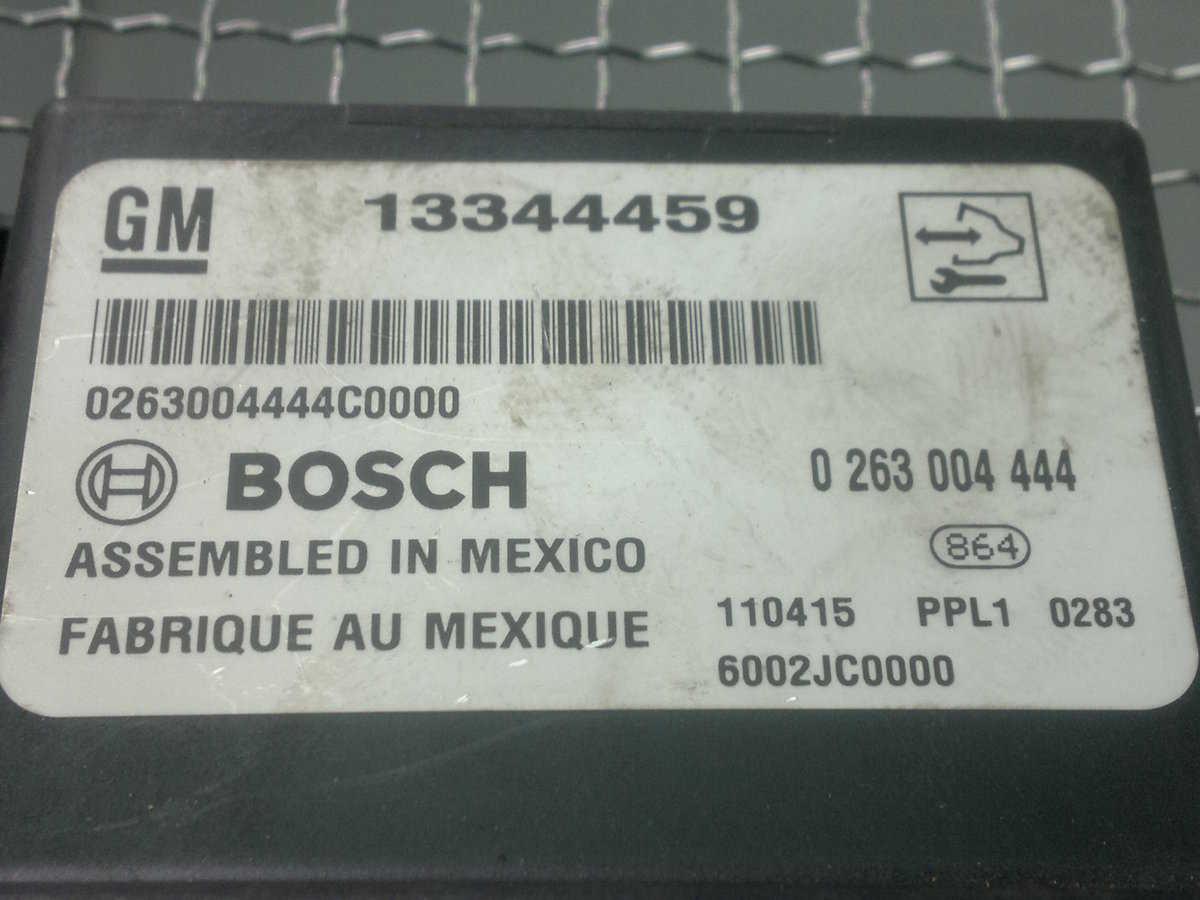 GM 13344459
0263004444C0000
BOSCH 0 263 004 444
864
ASSEMBLED IN MEXICO
FABRIQUE AU MEXIQUE
110415 PPL1 0283
6002JC0000